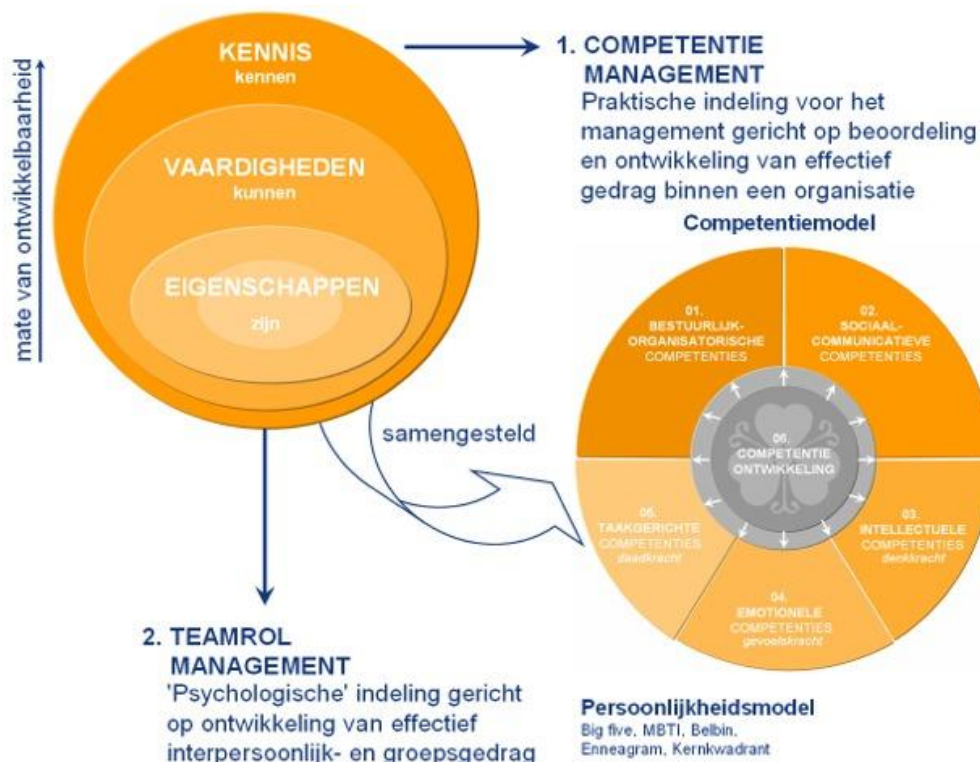 mate van ontwikkelbaarheid
KENNIS
kennen
VAARDIGHEDEN
kunnen
EIGENSCHAPPEN
zijn
1. COMPETENTIE
MANAGEMENT
Praktische indeling voor het
management gericht op beoordeling
en ontwikkeling van effectief
gedrag binnen een organisatie
Competentiemodel
01.
BESTUURLIJK-
ORGANISATORISCHE
COMPETENTIES
02.
SOCIAAL-
COMMUNICATIEVE
COMPETENTIES
03.
INTELLECTUELE
COMPETENTIES
denkkracht
04.
EMOTIONELE
COMPETENTIES
gevoelskracht
05.
TAAKGERICHTE
COMPETENTIES
daadkracht
06.
COMPETENTIE
ONTWIKKELING
samengesteld
2. TEAMROL
MANAGEMENT
'Psychologische' indeling gericht
op ontwikkeling van effectief
interpersoonlijk- en groepsgedrag
Persoonlijkheidsmodel
Big five, MBTI, Belbin,
Enneagram, Kernkwadrant